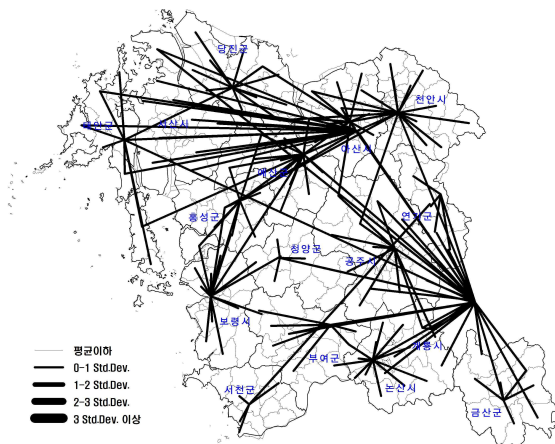 당진군
천안시
태안군
서산시
아산시
예산군
홍성군
연기군
청양군
공주시
보령시
계룡시
부여군
논산시
서천군
금산군
평균이하
0-1 Std.Dev.
1-2 Std.Dev.
2-3 Std.Dev.
3 Std.Dev. 이상